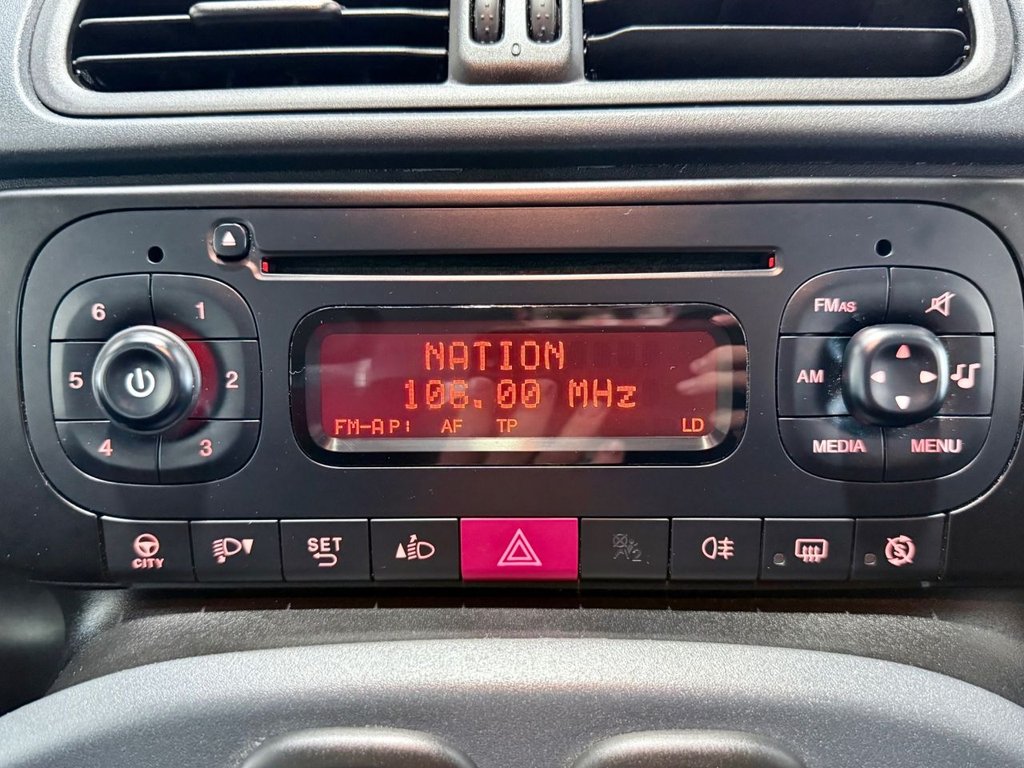 0
6
1
5
2
4
3
NATION
106.00 MHz
FM-A P: AF TP LD
FMAS
AM
MEDIA
MENU
CITY
SET